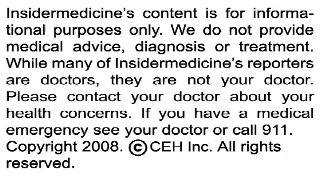 Insidermedicine's content is for informa-
tional purposes only. We do not provide
medical advice, diagnosis or treatment.
While many of Insidermedicine's reporters
are doctors, they are not your doctor.
Please contact your doctor about your
health concerns. If you have a medical
emergency see your doctor or call 911.
Copyright 2008. ©CEH Inc. All rights
reserved.